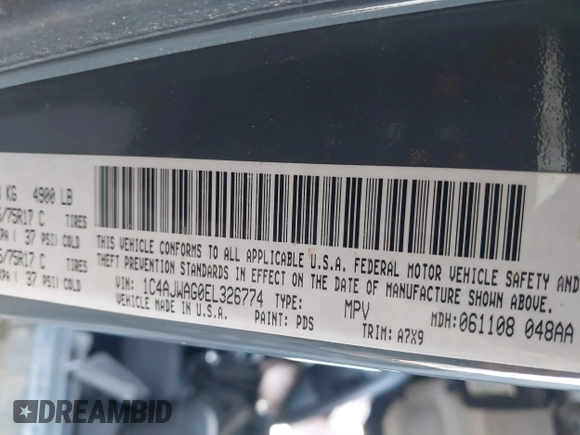 KG 4900 LB
/75R17 C TIRES
KPA ( 37 PSI) COLD
/75R17 C TIRES
KPA ( 37 PSI) COLD
THIS VEHICLE CONFORMS TO ALL APPLICABLE U.S.A. FEDERAL MOTOR VEHICLE SAFETY AND
THEFT PREVENTION STANDARDS IN EFFECT ON THE DATE OF MANUFACTURE SHOWN ABOVE.
VIN: 1C4AJWAG0EL326774 TYPE: MPV MDH:061108 048AA
VEHICLE MADE IN U.S.A. PAINT: PDS TRIM: A7X9
DREAMBID